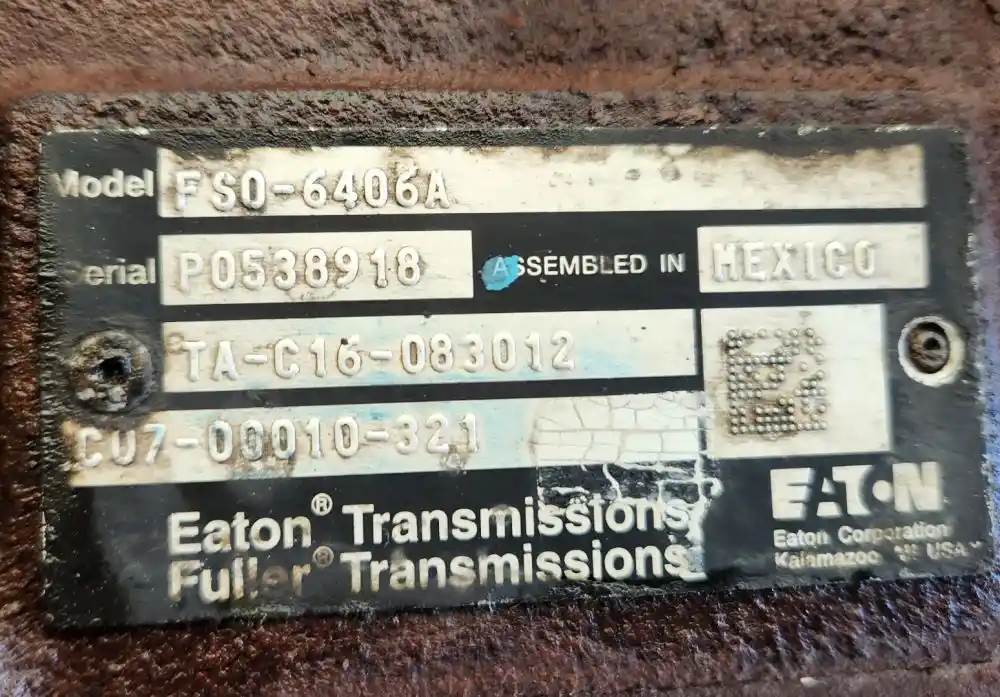 Model FSO-6406A
Serial P0538918 ASSEMBLED IN MEXICO
TA-C16-083012
CU7-00010-321
Eaton® Transmissions
Fuller® Transmissions
EATON
Eaton Corporation
Kalamazoo MI USA